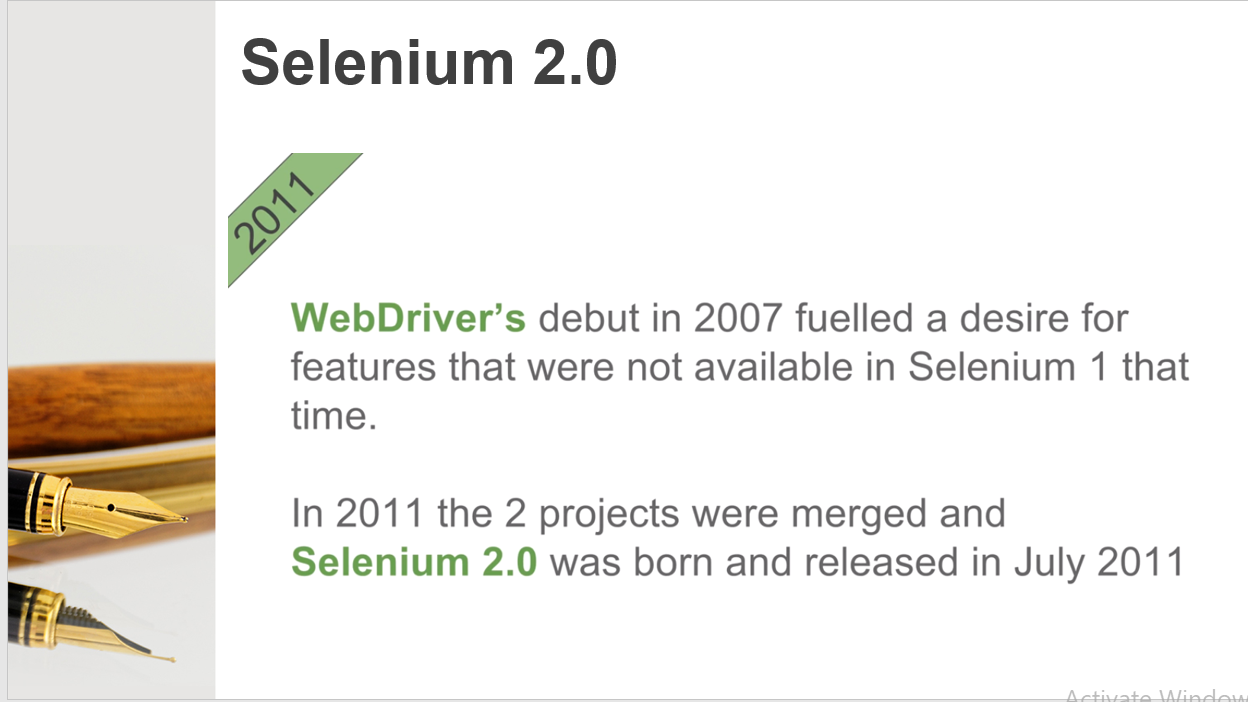 Selenium 2.0
2011
WebDriver’s debut in 2007 fuelled a desire for
features that were not available in Selenium 1 that
time.
In 2011 the 2 projects were merged and
Selenium 2.0 was born and released in July 2011
Activate Window